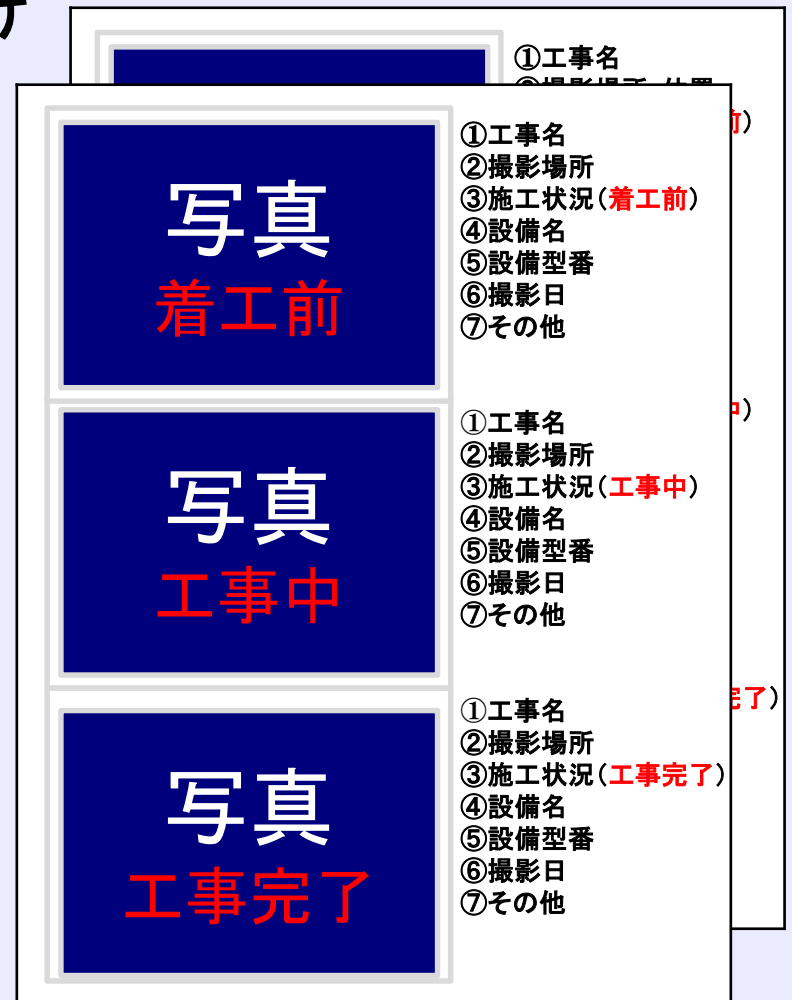 ①工事名
①工事名
②撮影場所
③施工状況(着工前)
④設備名
⑤設備型番
⑥撮影日
⑦その他
写真
着工前
①工事名
②撮影場所
③施工状況(工事中)
④設備名
⑤設備型番
⑥撮影日
⑦その他
写真
工事中
①工事名
②撮影場所
③施工状況(工事完了)
④設備名
⑤設備型番
⑥撮影日
⑦その他
写真
工事完了
完了)